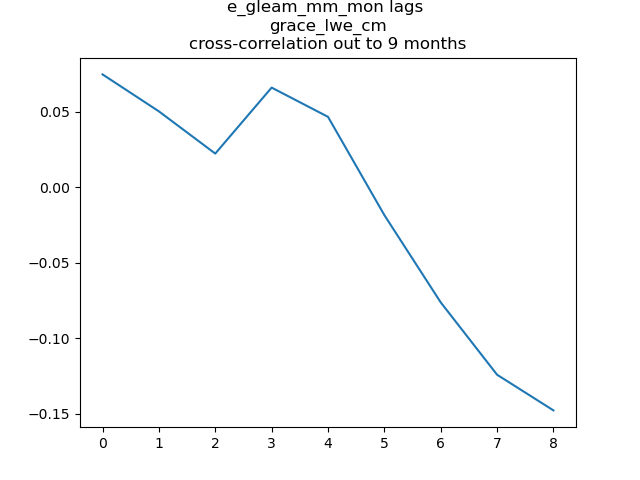 e_gleam_mm_mon lags
grace_lwe_cm
cross-correlation out to 9 months
0.05
0.00
−0.05
−0.10
−0.15
0 1 2 3 4 5 6 7 8